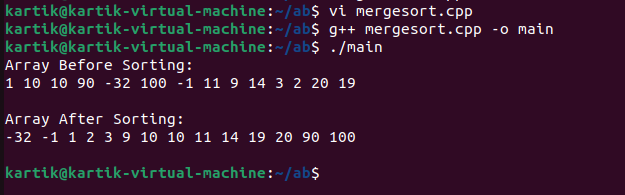 kartik@kartik-virtual-machine:~/ab$ vi mergesort.cpp
kartik@kartik-virtual-machine:~/ab$ g++ mergesort.cpp -o main
kartik@kartik-virtual-machine:~/ab$ ./main
Array Before Sorting:
1 10 10 90 -32 100 -1 11 9 14 3 2 20 19
Array After Sorting:
-32 -1 1 2 3 9 10 10 11 14 19 20 90 100
kartik@kartik-virtual-machine:~/ab$